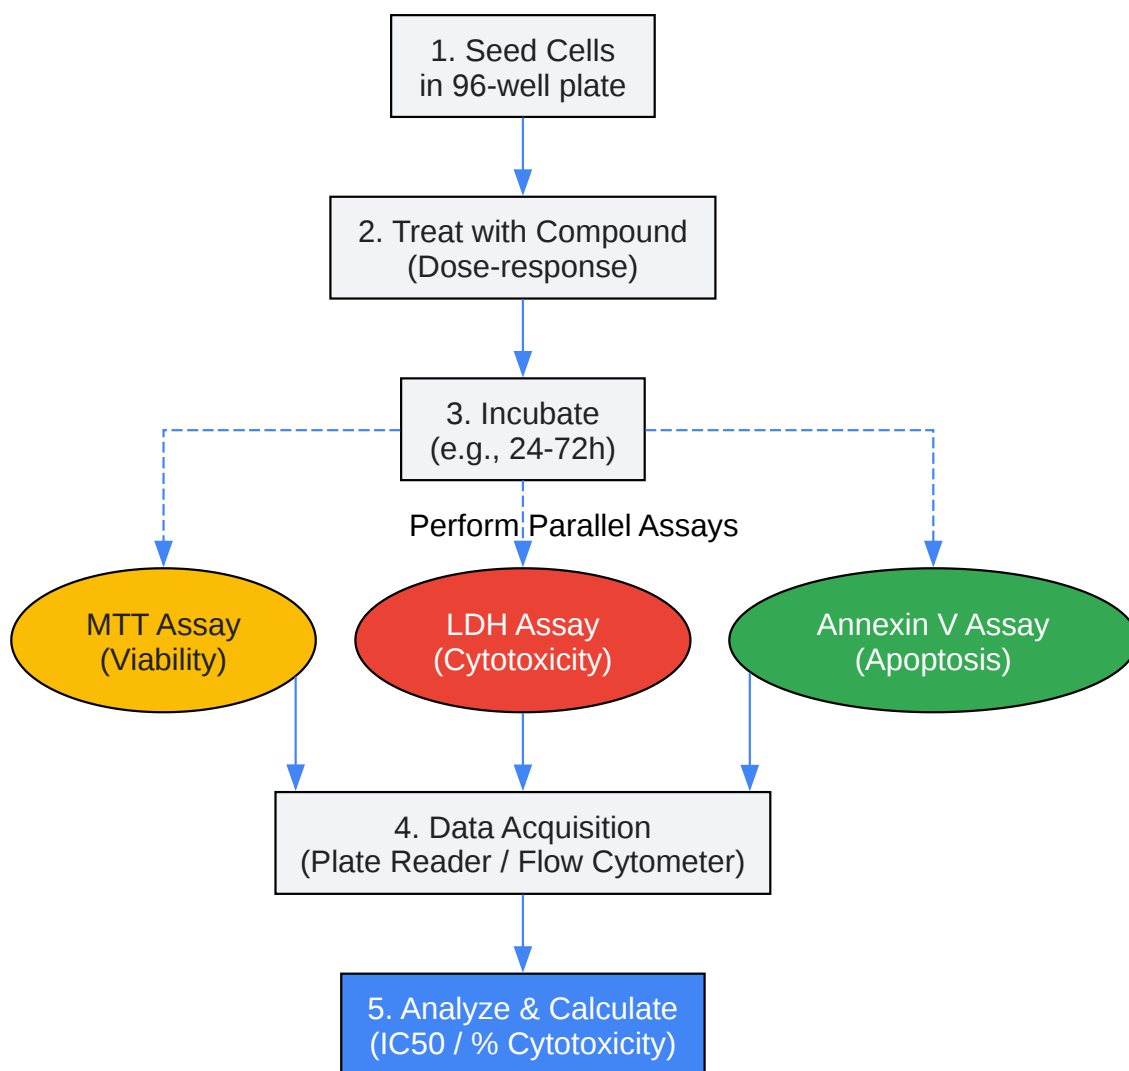 1. Seed Cells
in 96-well plate
2. Treat with Compound
(Dose-response)
3. Incubate
(e.g., 24-72h)
Perform Parallel Assays
MTT Assay
(Viability)
LDH Assay
(Cytotoxicity)
Annexin V Assay
(Apoptosis)
4. Data Acquisition
(Plate Reader / Flow Cytometer)
5. Analyze & Calculate
(IC50 / % Cytotoxicity)